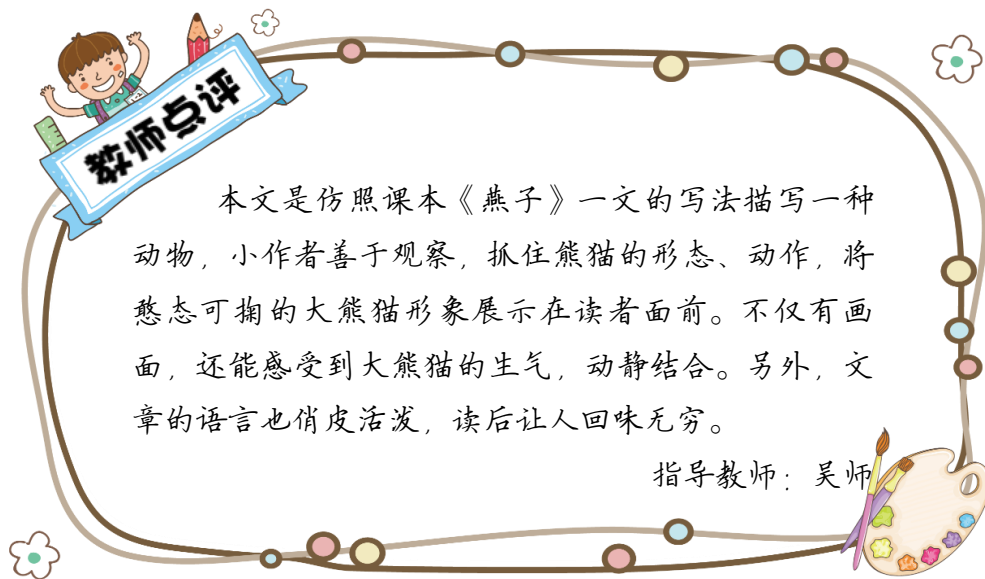 教师点评
本文是仿照课本《燕子》一文的写法描写一种
动物，小作者善于观察，抓住熊猫的形态、动作，将
憨态可掬的大熊猫形象展示在读者面前。不仅有画
面，还能感受到大熊猫的生气，动静结合。另外，文
章的语言也俏皮活泼，读后让人回味无穷。
指导教师：吴师